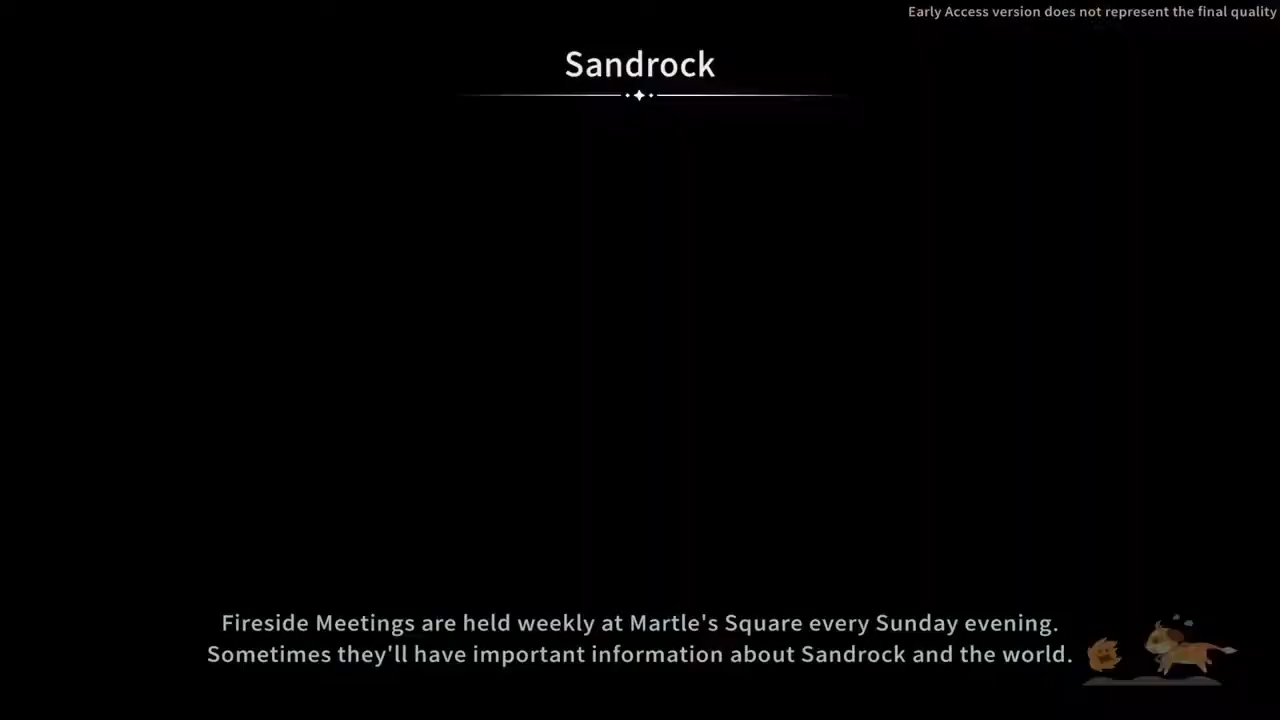 Early Access version does not represent the final quality
Sandrock
Fireside Meetings are held weekly at Martle's Square every Sunday evening.
Sometimes they'll have important information about Sandrock and the world.